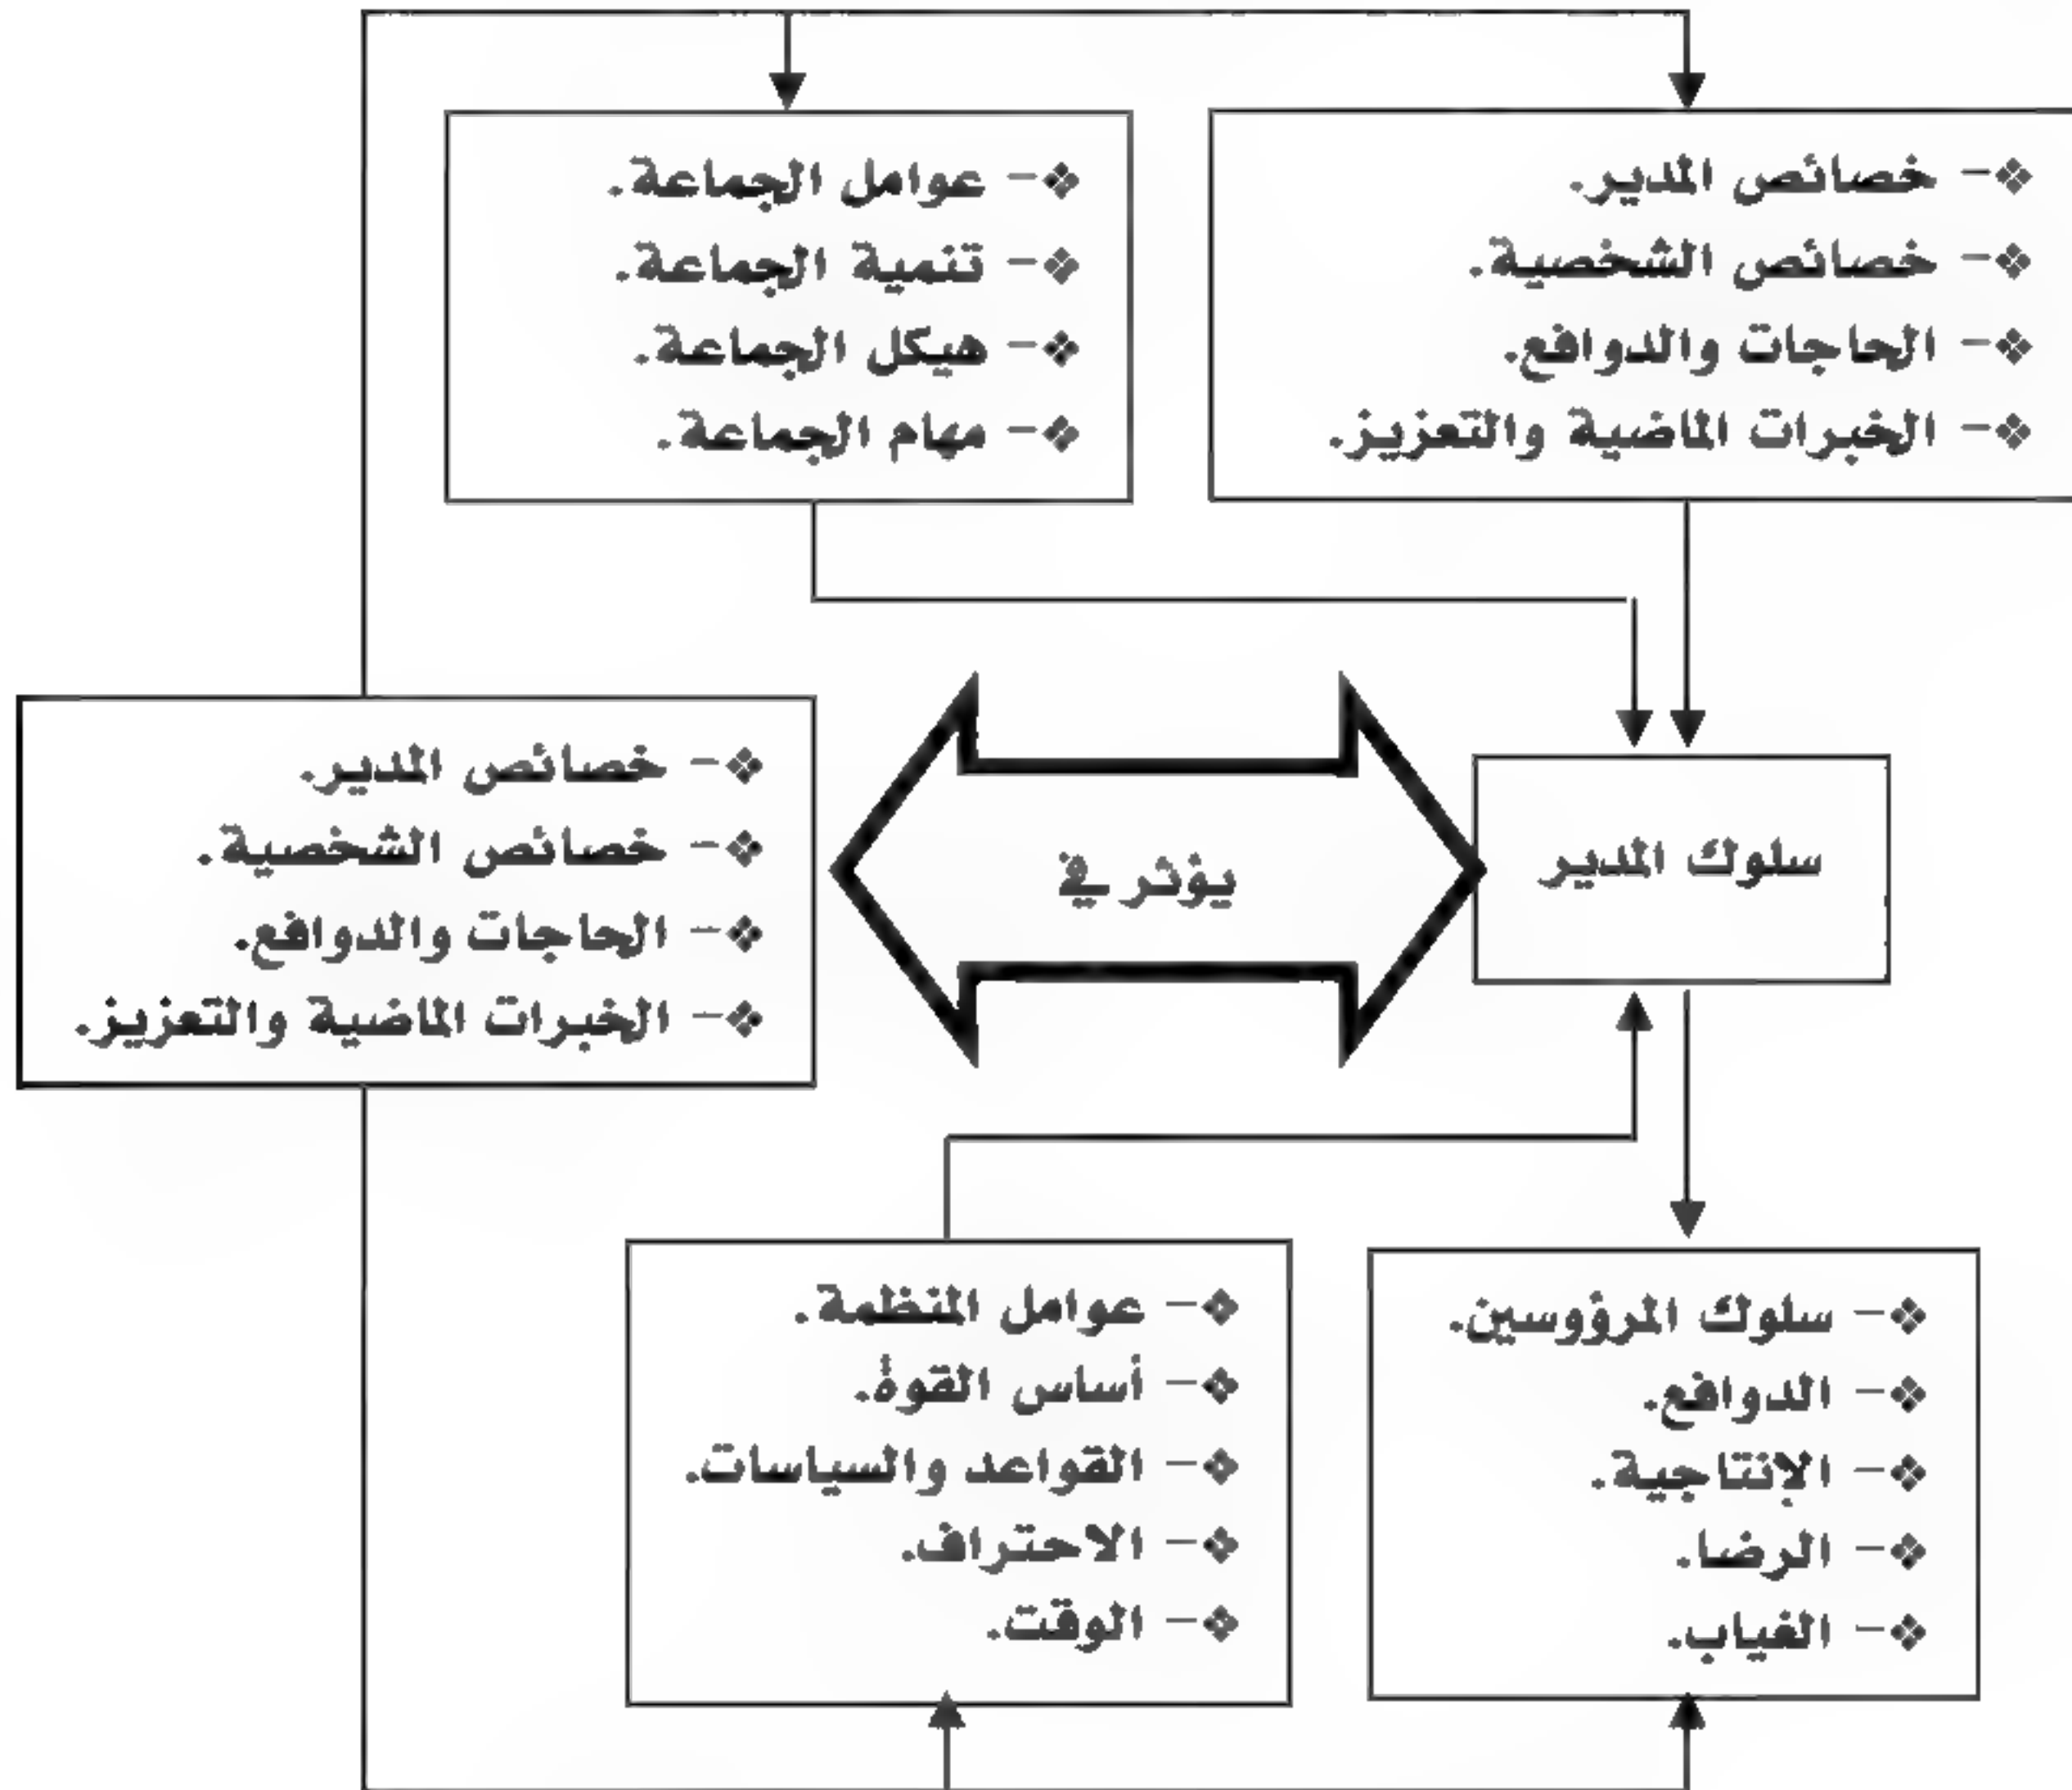 ❖- خصائص المدير.
❖- خصائص الشخصية.
❖- الحاجات والدوافع.
❖- الخبرات الماضية والتعزيز.
❖- عوامل الجماعة.
❖- تنمية الجماعة.
❖- هيكل الجماعة.
❖- مهام الجماعة.
سلوك المدير
يؤثر في
❖- خصائص المدير.
❖- خصائص الشخصية.
❖- الحاجات والدوافع.
❖- الخبرات الماضية والتعزيز.
❖- سلوك المرؤوسين.
❖- الدوافع.
❖- الإنتاجية.
❖- الرضا.
❖- الغياب.
❖- عوامل المنظمة.
❖- أساس القوة.
❖- القواعد والسياسات.
❖- الاحتراف.
❖- الوقت.